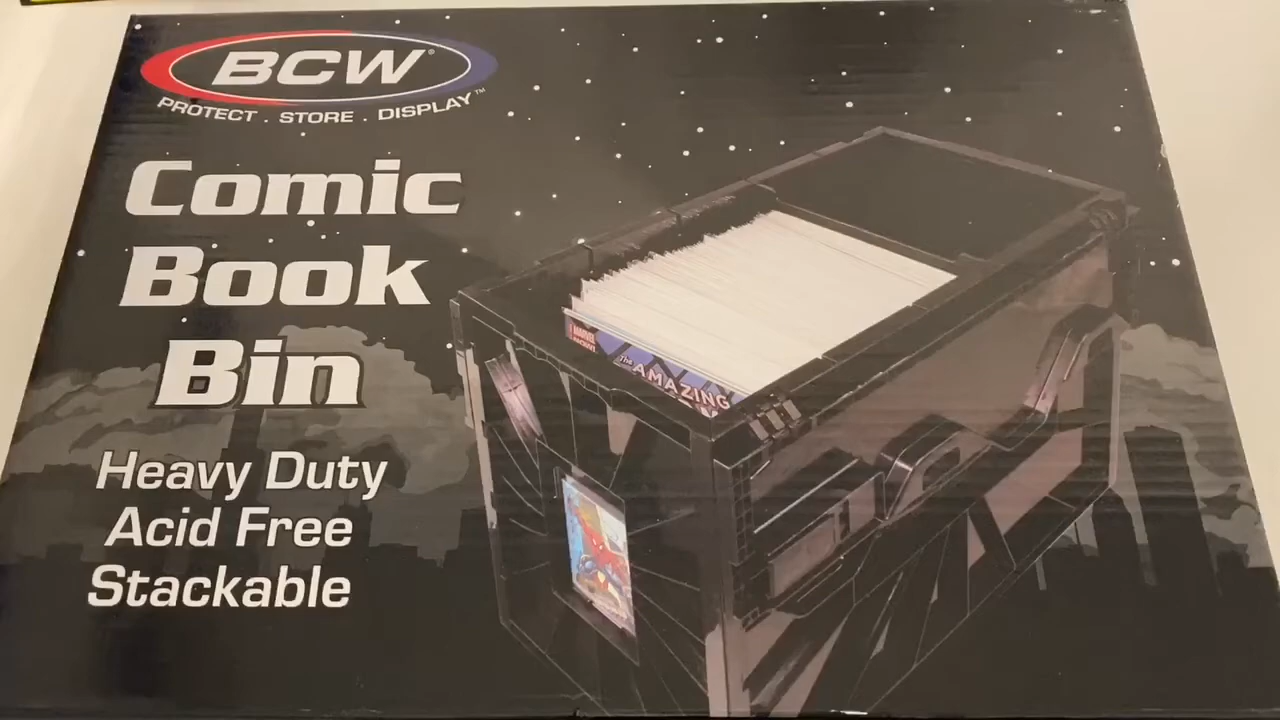 BCW®
PROTECT . STORE . DISPLAY™
Comic
Book
Bin
Heavy Duty
Acid Free
Stackable
MARVEL
The
AMAZING